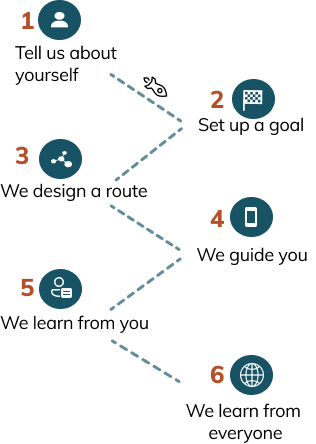 1
Tell us about
yourself
2
Set up a goal
3
We design a route
4
We guide you
5
We learn from you
6
We learn from
everyone